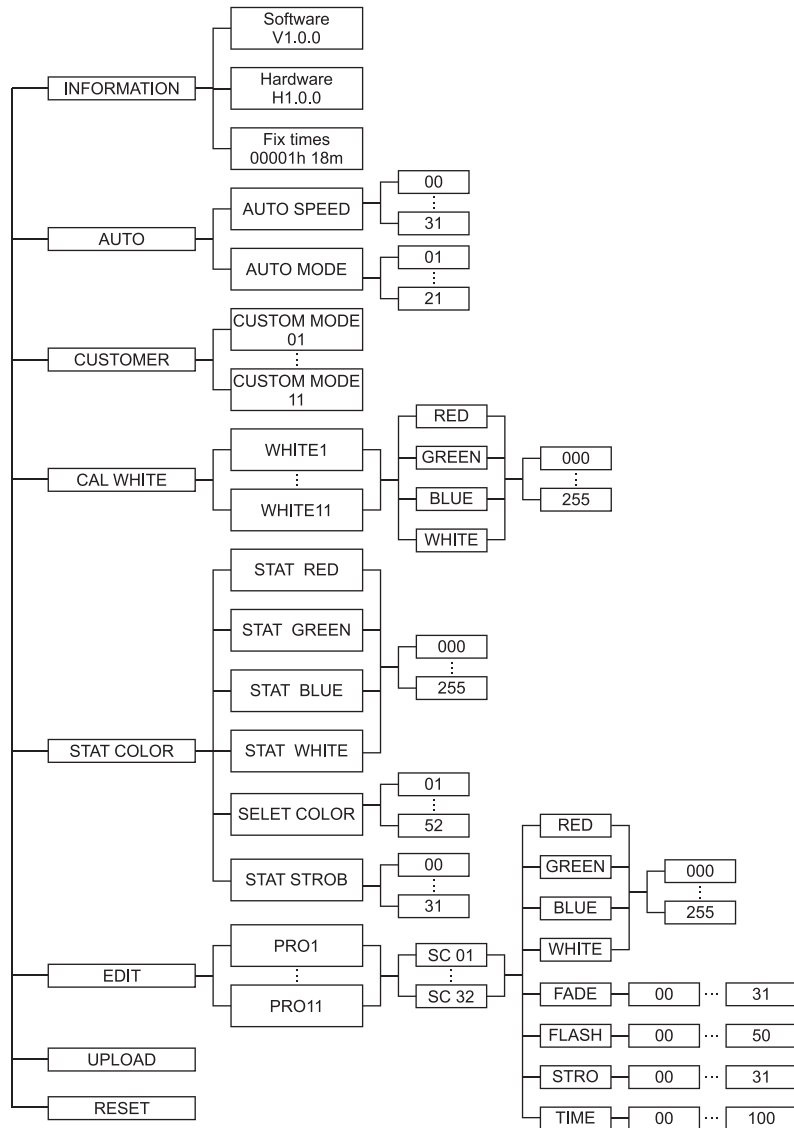 Software
V1.0.0
INFORMATION
Hardware
H1.0.0
Fix times
00001h 18m
AUTO
AUTO SPEED
00
31
AUTO MODE
01
21
CUSTOMER
CUSTOM MODE
01
CUSTOM MODE
11
CAL WHITE
WHITE1
WHITE11
RED
GREEN
BLUE
WHITE
000
255
STAT COLOR
STAT RED
STAT GREEN
STAT BLUE
STAT WHITE
000
255
SELET COLOR
01
52
STAT STROB
00
31
EDIT
PRO1
PRO11
SC 01
SC 32
RED
GREEN
BLUE
WHITE
000
255
FADE 00 31
FLASH 00 50
STRO 00 31
TIME 00 100
UPLOAD
RESET